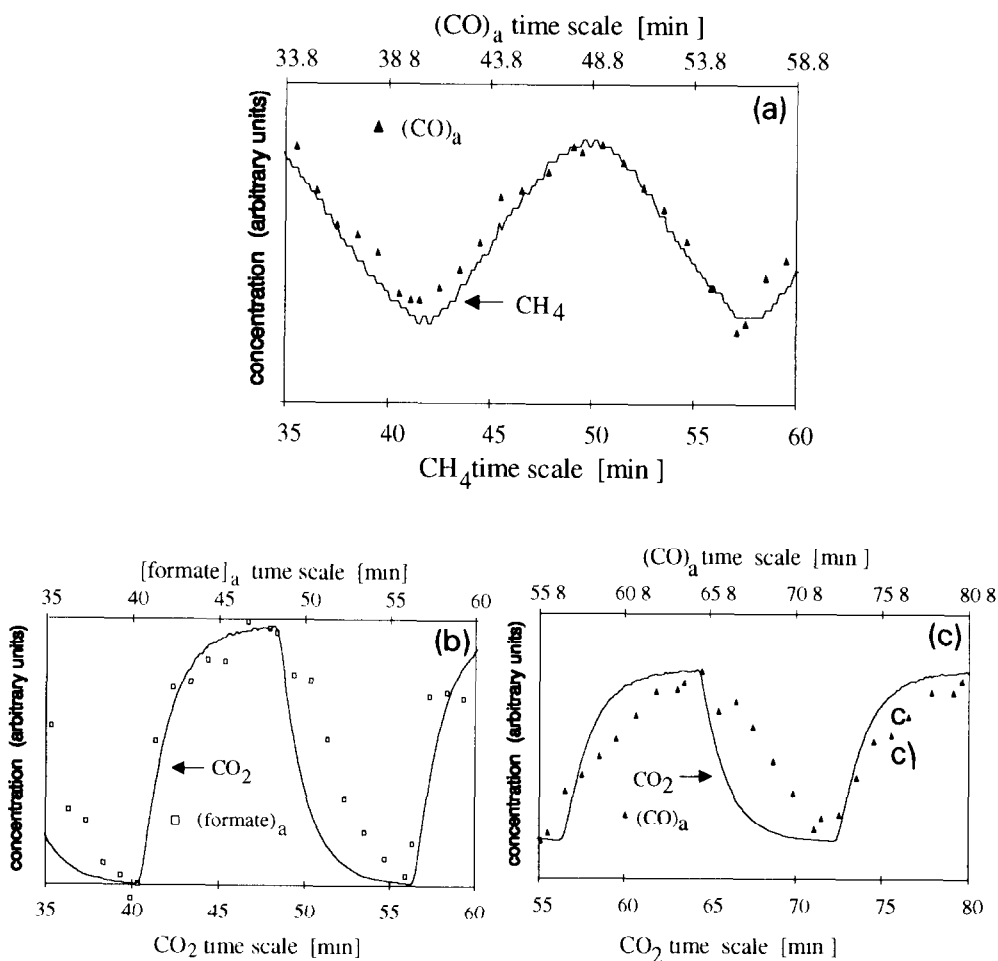 (CO)a time scale [min ]
33.8 38.8 43.8 48.8 53.8 58.8
(a)
▲ (CO)a
CH4
concentration (arbitrary units)
35 40 45 50 55 60
CH4 time scale [min ]
[formate]a time scale [min]
35 40 45 50 55 60
(b)
CO2
□ (formate)a
concentration (arbitrary units)
35 40 45 50 55 60
CO2 time scale [min]
(CO)a time scale [min ]
55 8 60 8 65 8 70 8 75 8 80 8
(c)
c
c)
CO2
▲ (CO)a
concentration (arbitrary units)
55 60 65 70 75 80
CO2 time scale [min ]